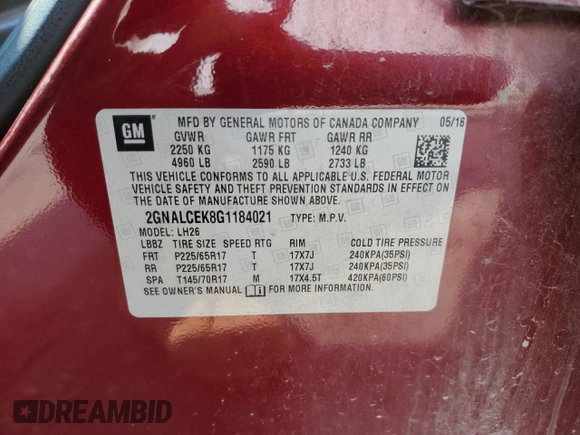 GM
MFD BY GENERAL MOTORS OF CANADA COMPANY 05/16
GVWR GAWR FRT GAWR RR
2250 KG 1175 KG 1240 KG
4960 LB 2590 LB 2733 LB
THIS VEHICLE CONFORMS TO ALL APPLICABLE U.S. FEDERAL MOTOR
VEHICLE SAFETY AND THEFT PREVENTION STANDARDS IN EFFECT ON THE DATE
OF MANUFACTURE SHOWN ABOVE.
2GNALCEK8G1184021 TYPE: M.P.V.
MODEL: LH26
LBBZ TIRE SIZE SPEED RTG RIM COLD TIRE PRESSURE
FRT P225/65R17 T 17X7J 240KPA(35PSI)
RR P225/65R17 T 17X7J 240KPA(35PSI)
SPA T145/70R17 M 17X4.5T 420KPA(60PSI)
SEE OWNER'S MANUAL FOR MORE INFORMATION.
DREAMBID